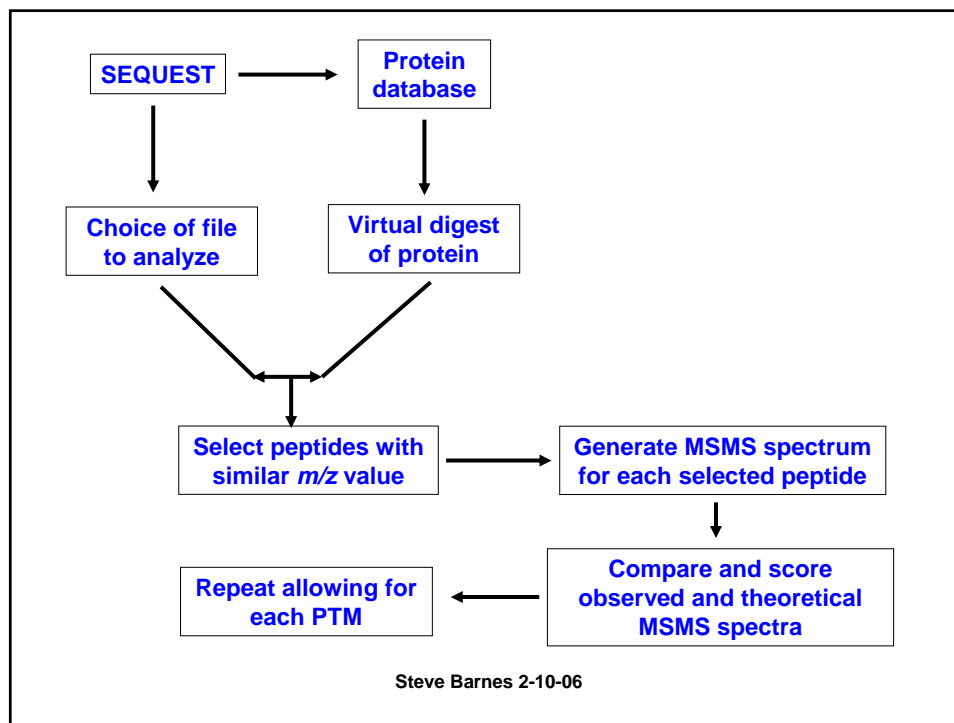 SEQUEST
Protein
database
Choice of file
to analyze
Virtual digest
of protein
Select peptides with
similar m/z value
Generate MSMS spectrum
for each selected peptide
Compare and score
observed and theoretical
MSMS spectra
Repeat allowing for
each PTM
Steve Barnes 2-10-06